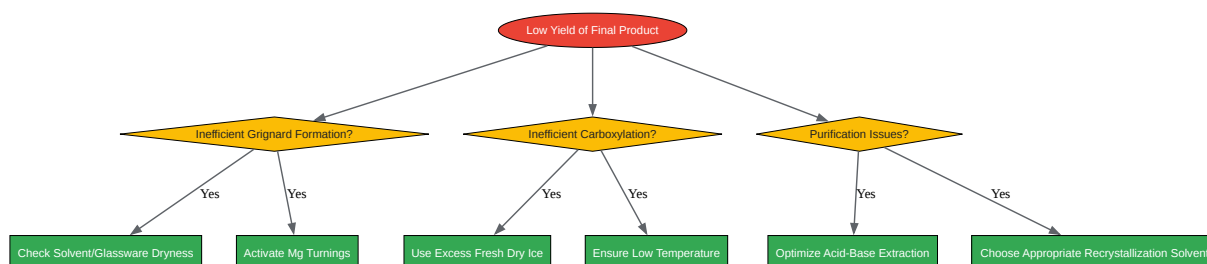 Low Yield of Final Product
Inefficient Grignard Formation?
Inefficient Carboxylation?
Purification Issues?
Yes
Yes
Yes
Yes
Yes
Yes
Check Solvent/Glassware Dryness
Activate Mg Turnings
Use Excess Fresh Dry Ice
Ensure Low Temperature
Optimize Acid-Base Extraction
Choose Appropriate Recrystallization Solvent